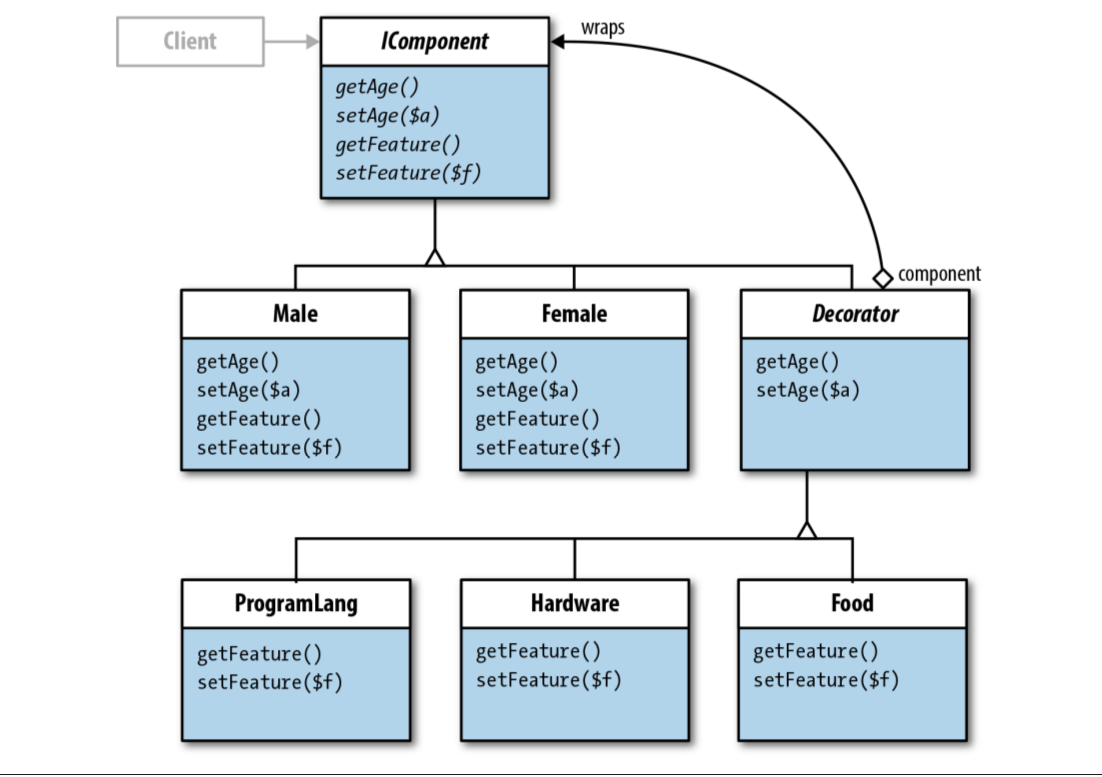 Client
IComponent
wraps
getAge()
setAge($a)
getFeature()
setFeature($f)
component
Male
getAge()
setAge($a)
getFeature()
setFeature($f)
Female
getAge()
setAge($a)
getFeature()
setFeature($f)
Decorator
getAge()
setAge($a)
ProgramLang
getFeature()
setFeature($f)
Hardware
getFeature()
setFeature($f)
Food
getFeature()
setFeature($f)